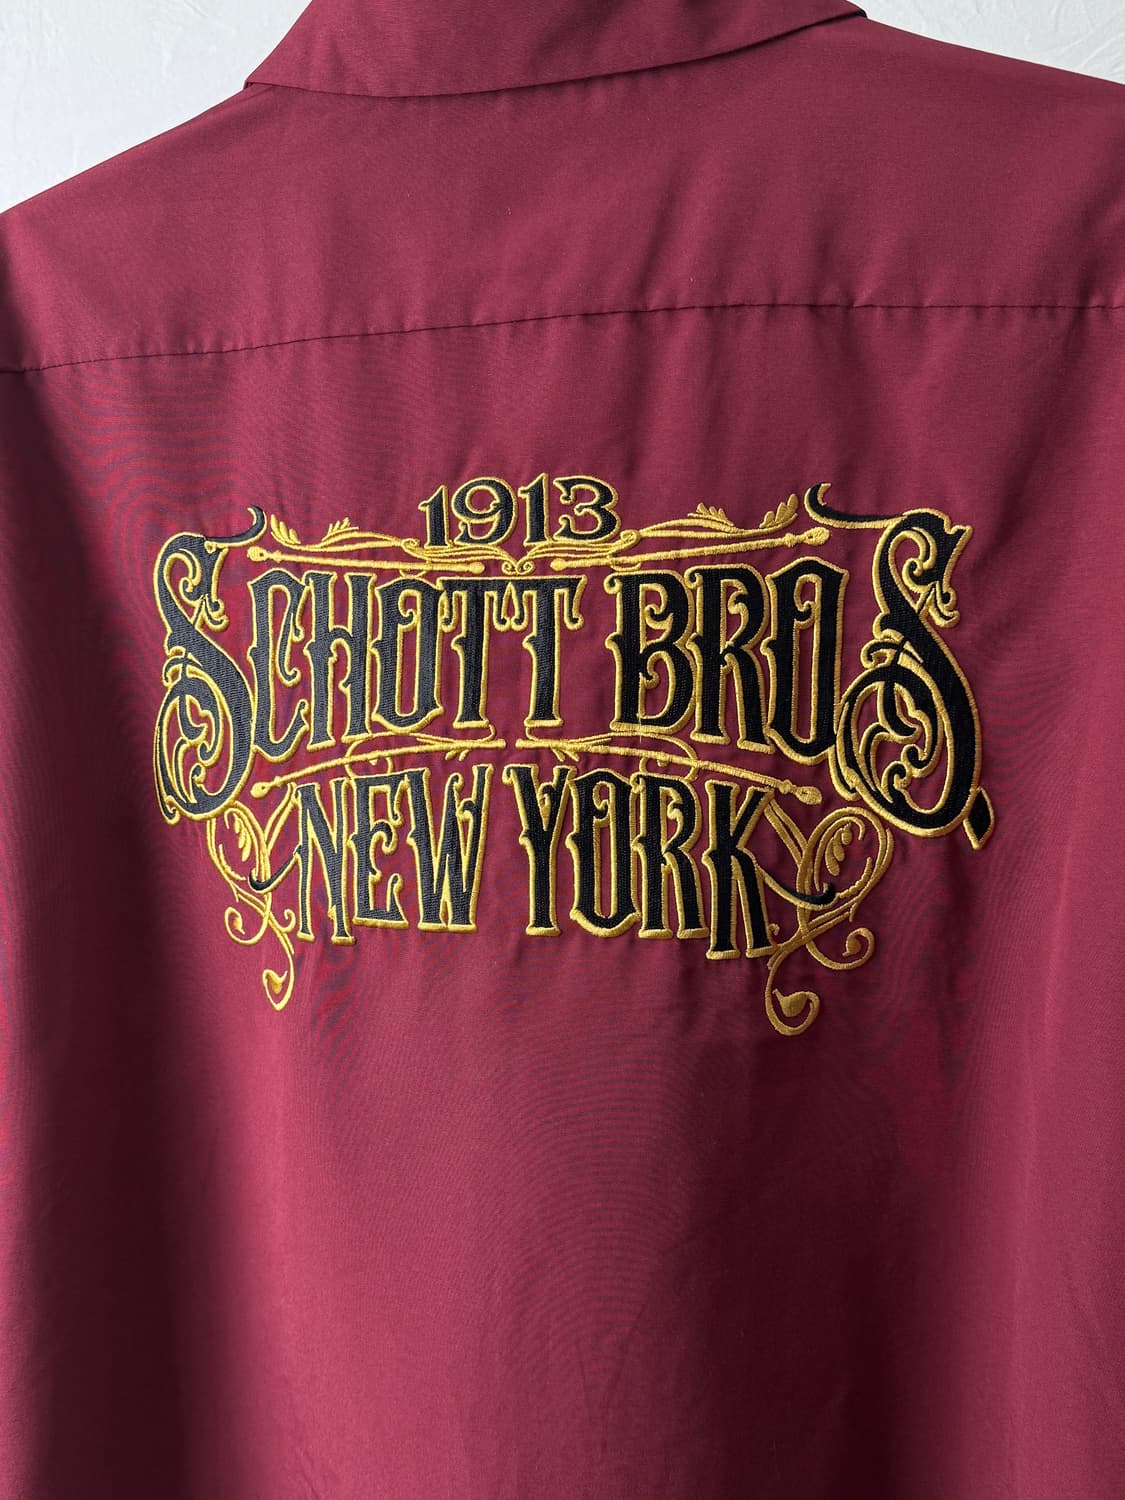 1913
SCHOTT BROS.
NEW YORK